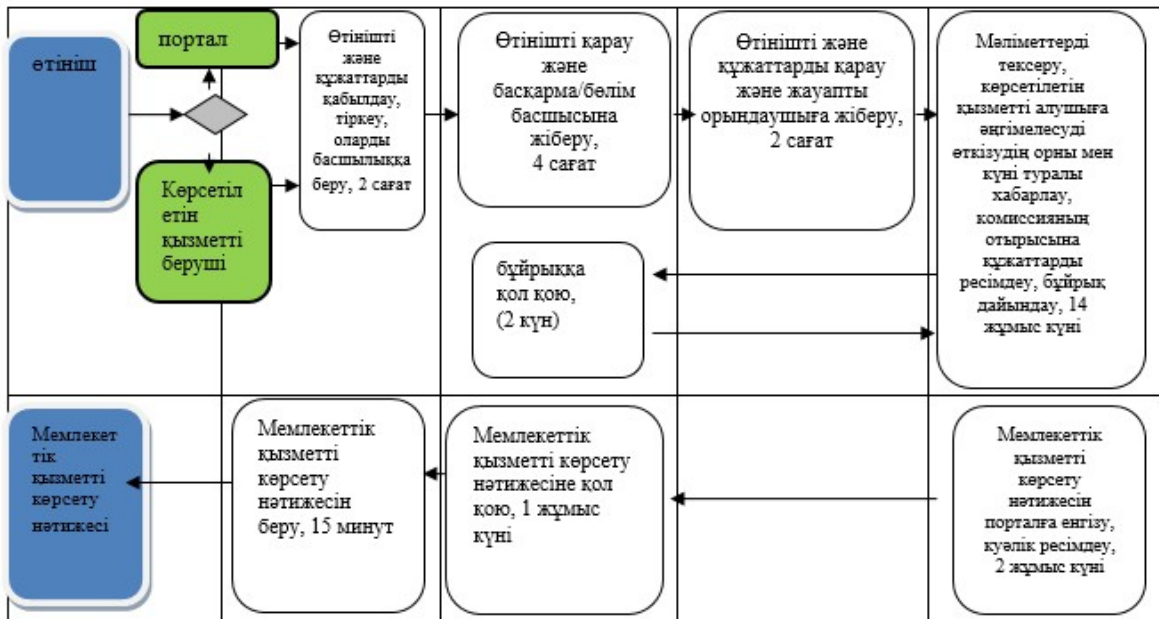 өтініш
портал
Көрсетіл
етін
қызметті
беруші
Өтінішті
және
құжаттарды
қабылдау,
тіркеу,
оларды
басшылыққа
беру, 2 сағат
Өтінішті қарау
және
басқарма/бөлім
басшысына
жіберу,
4 сағат
Өтінішті және
құжаттарды қарау
және жауапты
орындаушыға жіберу,
2 сағат
Мәліметтерді
тексеру,
көрсетілетін
қызметті алушыға
әңгімелесуді
өткізудің орны мен
күні туралы
хабарлау,
комиссияның
отырысына
құжаттарды
ресімдеу, бұйрық
дайындау, 14
жұмыс күні
бұйрыққа
қол қою,
(2 күн)
Мемлекет
тік
қызметті
көрсету
нәтижесі
Мемлекеттік
қызметті
көрсету
нәтижесін
беру, 15 минут
Мемлекеттік
қызметті көрсету
нәтижесіне қол
қою, 1 жұмыс
күні
Мемлекеттік
қызметті
көрсету
нәтижесін
порталға енгізу,
куәлік ресімдеу,
2 жұмыс күні